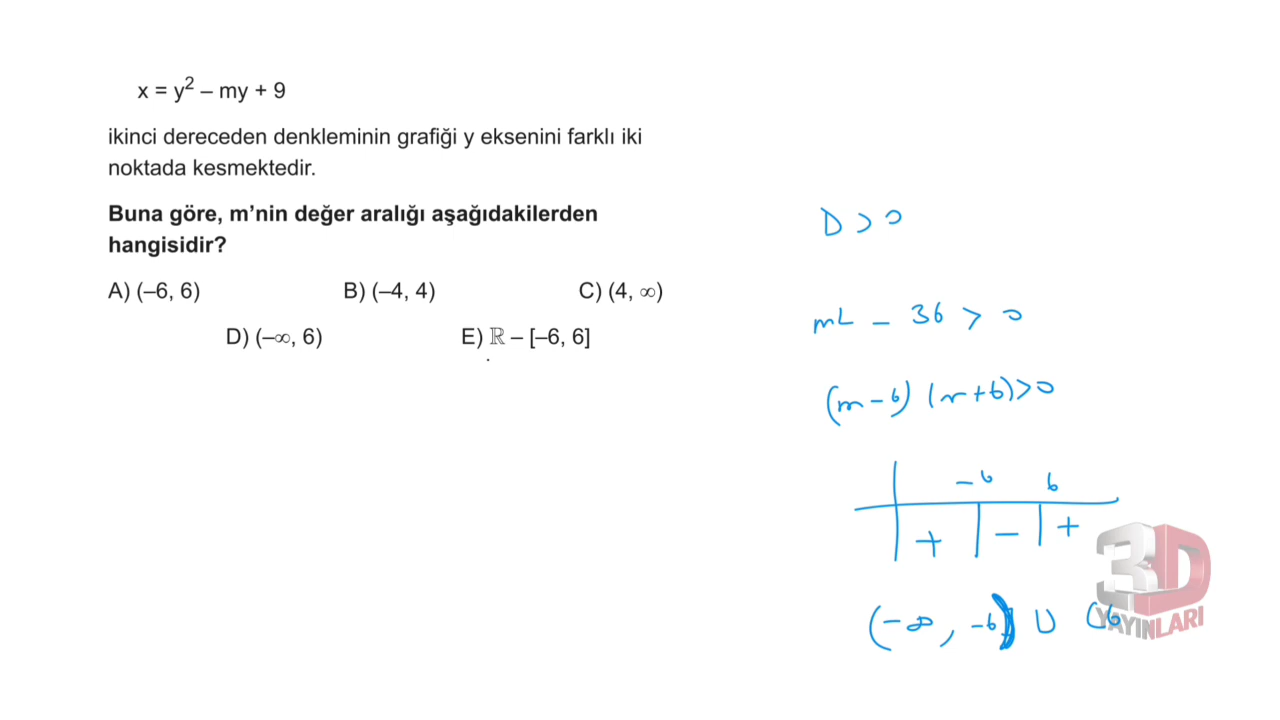 x = y² – my + 9
ikinci dereceden denkleminin grafiği y eksenini farklı iki
noktada kesmektedir.
Buna göre, m’nin değer aralığı aşağıdakilerden
hangisidir?
A) (–6, 6) B) (–4, 4) C) (4, ∞)
D) (–∞, 6) E) ℝ – [–6, 6]
D > 0
m2 – 36 > 0
(m – 6) (m + 6) > 0
–6 6
+ – +
(–∞, –6) ∪ (6
3D
YAYINLARI